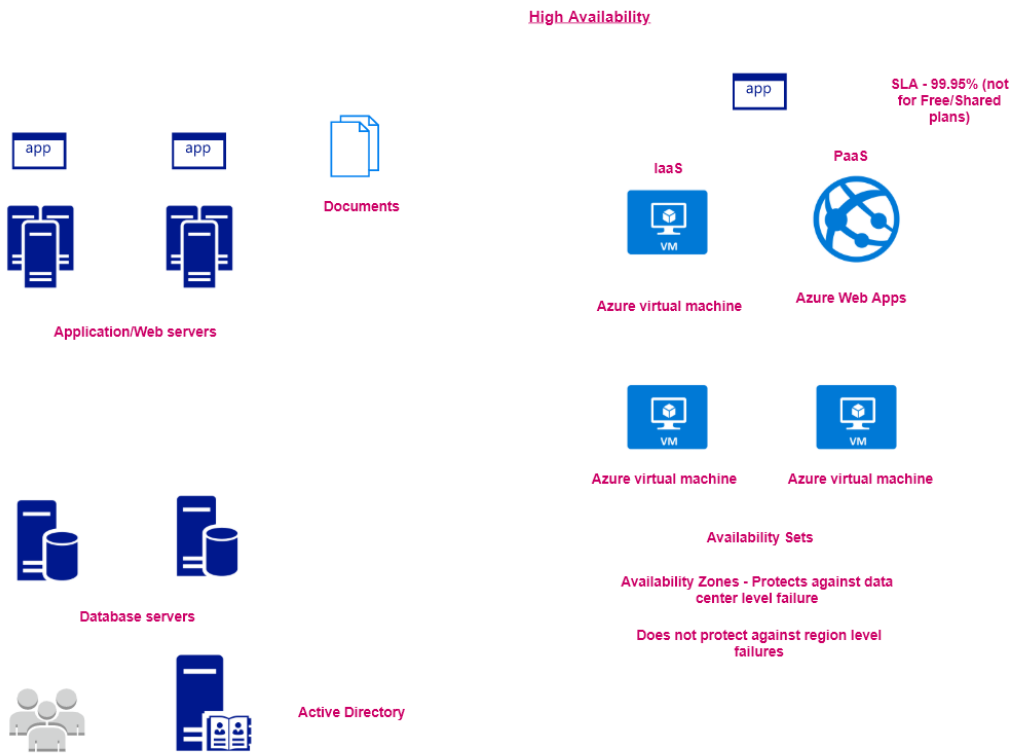 High Availability
app
SLA - 99.95% (not
for Free/Shared
plans)
app
app
Documents
IaaS
PaaS
VM
Azure virtual machine
Azure Web Apps
Application/Web servers
VM
VM
Azure virtual machine
Azure virtual machine
Availability Sets
Availability Zones - Protects against data
center level failure
Database servers
Does not protect against region level
failures
Active Directory